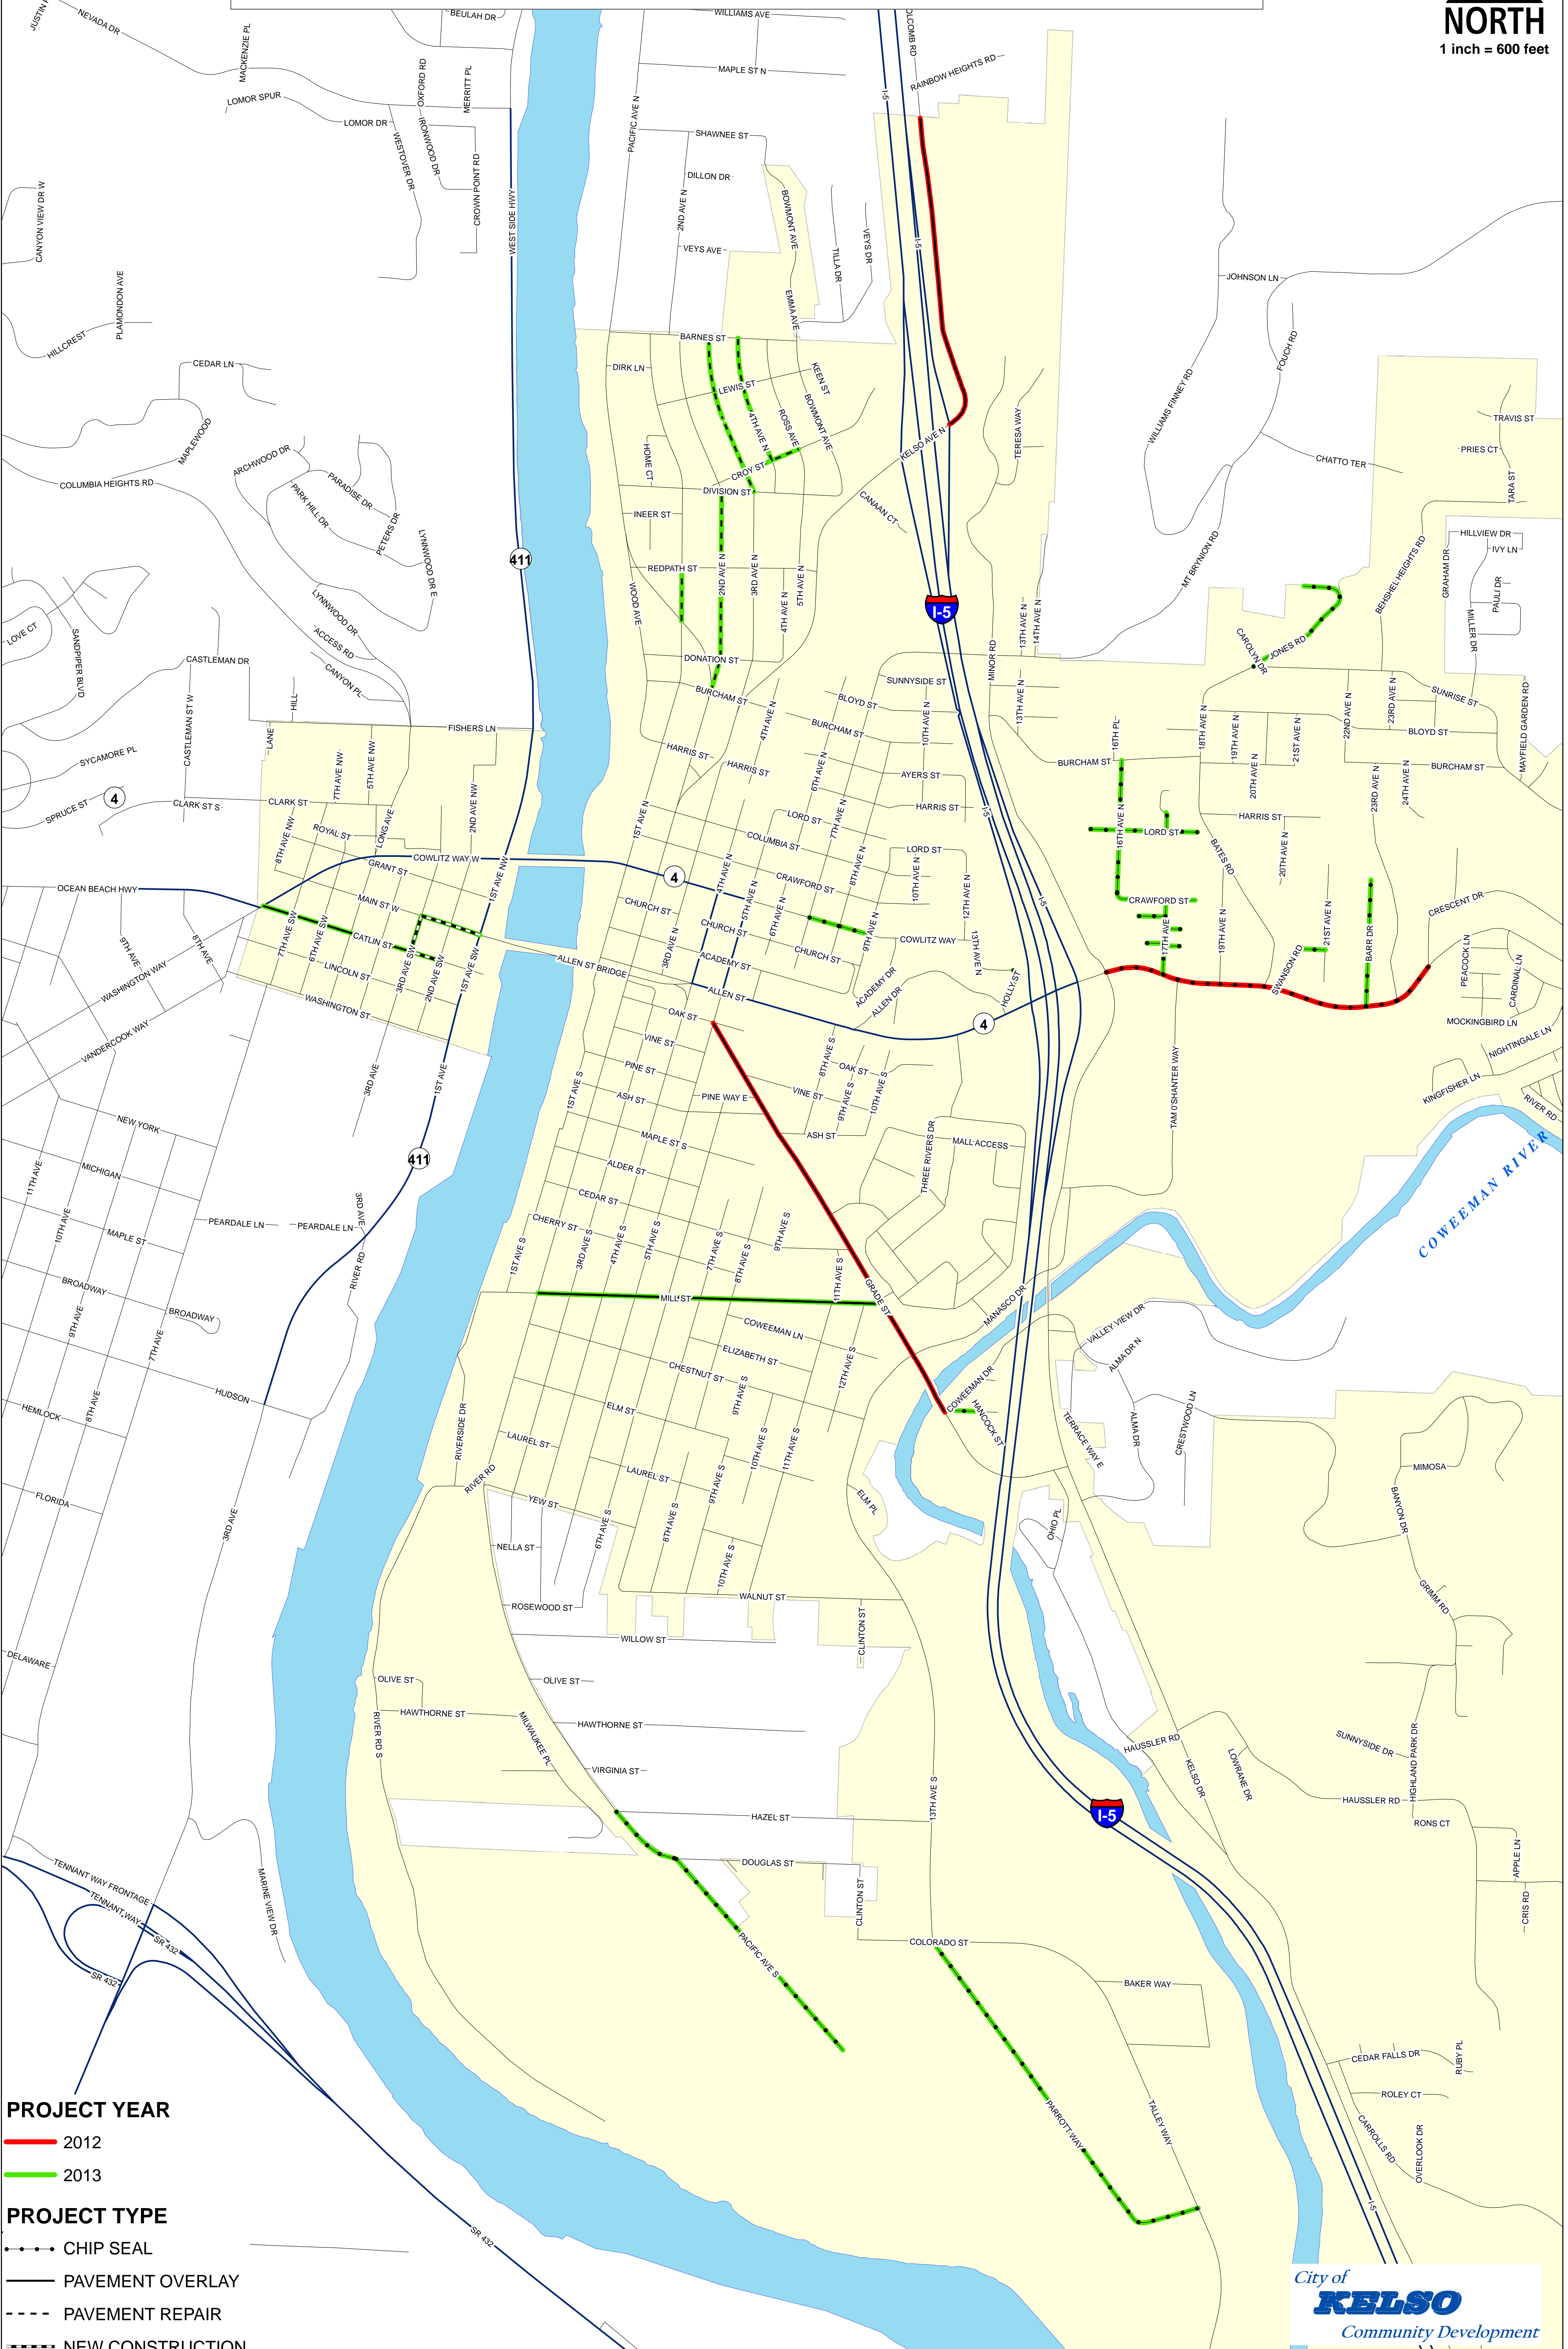 NORTH
1 inch = 600 feet
NEVADA DR
MACKENZIE PL
BEULAH DR
WILLIAMS AVE
MAPLE ST N
RAINBOW HEIGHTS RD
I-5
LOMOR SPUR
LOMOR DR
OXFORD RD
IRONWOOD DR
MERRITT PL
WESTOVER DR
CROWN POINT RD
WEST SIDE HWY
PACIFIC AVE N
SHAWNEE ST
DILLON DR
2ND AVE N
VEYS AVE
BOWMONT AVE
TILLA DR
VEYS DR
EMMA AVE
I-5
JOHNSON LN
CANYON VIEW DR W
PLAMONDON AVE
HILLCREST
CEDAR LN
MAPLEWOOD
COLUMBIA HEIGHTS RD
ARCHWOOD DR
PARADISE DR
PARK HILL DR
PETERS DR
LYNNWOOD DR E
411
BARNES ST
DIRK LN
LEWIS ST
KEEN ST
4TH AVE N
ROSS AVE
BOWMONT AVE
KELSO AVE N
TERESA WAY
WILLIAMS FINNEY RD
FOUCH RD
CHATTO TER
TRAVIS ST
PRIES CT
TARA ST
HOME CT
CROY ST
DIVISION ST
INEER ST
CANAAN CT
REDPATH ST
WOOD AVE
2ND AVE N
3RD AVE N
4TH AVE N
5TH AVE N
DONATION ST
BURCHAM ST
I-5
MINOR RD
13TH AVE N
14TH AVE N
MT BRYNION RD
CAROLYN DR
JONES RD
BEHSHEL HEIGHTS RD
GRAHAM DR
HILLVIEW DR
IVY LN
PAULI DR
MILLER DR
SUNRISE ST
MAYFIELD GARDEN RD
LOVE CT
SANDPIPER BLVD
CASTLEMAN DR
CASTLEMAN ST W
HILL
LANE
LYNNWOOD DR
ACCESS RD
CANYON PL
FISHERS LN
SYCAMORE PL
SPRUCE ST
4
CLARK ST S
CLARK ST
7TH AVE NW
5TH AVE NW
8TH AVE NW
ROYAL ST
LONG AVE
2ND AVE NW
GRANT ST
COWLITZ WAY W
1ST AVE NW
OCEAN BEACH HWY
MAIN ST W
CATLIN ST
7TH AVE SW
6TH AVE SW
3RD AVE SW
2ND AVE SW
1ST AVE SW
LINCOLN ST
WASHINGTON ST
9TH AVE
8TH AVE
WASHINGTON WAY
VANDERCOOK WAY
ALLEN ST BRIDGE
SUNNYSIDE ST
BLOYD ST
BURCHAM ST
10TH AVE N
13TH AVE N
4TH AVE N
HARRIS ST
HARRIS ST
6TH AVE N
7TH AVE N
AYERS ST
HARRIS ST
I-5
LORD ST
LORD ST
COLUMBIA ST
1ST AVE N
4
4TH AVE N
5TH AVE N
6TH AVE N
CRAWFORD ST
8TH AVE N
9TH AVE N
10TH AVE N
12TH AVE N
13TH AVE N
I-5
CHURCH ST
CHURCH ST
CHURCH ST
COWLITZ WAY
ACADEMY ST
3RD AVE N
ALLEN ST
ACADEMY DR
ALLEN DR
HOLLY ST
4
16TH PL
BURCHAM ST
18TH AVE N
19TH AVE N
20TH AVE N
21ST AVE N
22ND AVE N
23RD AVE N
BLOYD ST
BURCHAM ST
23RD AVE N
24TH AVE N
16TH AVE N
LORD ST
HARRIS ST
BATES RD
20TH AVE N
CRAWFORD ST
17TH AVE
19TH AVE N
SWANSON RD
21ST AVE N
BARR DR
CRESCENT DR
PEACOCK LN
CARDINAL LN
MOCKINGBIRD LN
NIGHTINGALE LN
KINGFISHER LN
RIVER RD
OAK ST
VINE ST
PINE ST
ASH ST
PINE WAY E
MAPLE ST S
ALDER ST
CEDAR ST
CHERRY ST
1ST AVE S
1ST AVE S
3RD AVE S
4TH AVE S
5TH AVE S
7TH AVE S
8TH AVE S
9TH AVE S
11TH AVE S
VINE ST
8TH AVE S
9TH AVE S
10TH AVE S
OAK ST
ASH ST
THREE RIVERS DR
MALL ACCESS
TAM O'SHANTER WAY
COWEEMAN RIVER
NEW YORK
3RD AVE
1ST AVE
411
MICHIGAN
11TH AVE
10TH AVE
MAPLE ST
PEARDALE LN
PEARDALE LN
3RD AVE
RIVER RD
BROADWAY
BROADWAY
9TH AVE
7TH AVE
HUDSON
HEMLOCK
8TH AVE
FLORIDA
3RD AVE
DELAWARE
MILL ST
GRADE ST
MANASCO DR
COWEEMAN LN
ELIZABETH ST
CHESTNUT ST
12TH AVE S
9TH AVE S
ELM ST
LAUREL ST
LAUREL ST
10TH AVE S
11TH AVE S
9TH AVE S
8TH AVE S
6TH AVE S
10TH AVE S
ELM PL
COWEEMAN DR
HANCOCK ST
VALLEY VIEW DR
ALMA DR N
ALMA DR
CRESTWOOD LN
TERRACE WAY E
OHIO PL
RIVERSIDE DR
RIVER RD
YEW ST
NELLA ST
ROSEWOOD ST
WALNUT ST
WILLOW ST
CLINTON ST
MIMOSA
BANYON DR
GRIMM RD
OLIVE ST
OLIVE ST
HAWTHORNE ST
HAWTHORNE ST
RIVER RD S
MILWAUKEE PL
VIRGINIA ST
HAZEL ST
13TH AVE S
DOUGLAS ST
CLINTON ST
I-5
HAUSSLER RD
KELSO DR
LOWRANE DR
SUNNYSIDE DR
HIGHLAND PARK DR
HAUSSLER RD
RONS CT
APPLE LN
CRIS RD
MARINE VIEW DR
TENNANT WAY FRONTAGE
TENNANT WAY
SR 432
SR 432
PACIFIC AVE S
COLORADO ST
BAKER WAY
PARROTT WAY
TALLEY WAY
CEDAR FALLS DR
RUBY PL
ROLEY CT
CARROLLS RD
OVERLOOK DR
I-5
SR 432
PROJECT YEAR
2012
2013
PROJECT TYPE
CHIP SEAL
PAVEMENT OVERLAY
PAVEMENT REPAIR
NEW CONSTRUCTION
City of
KELSO
Community Development